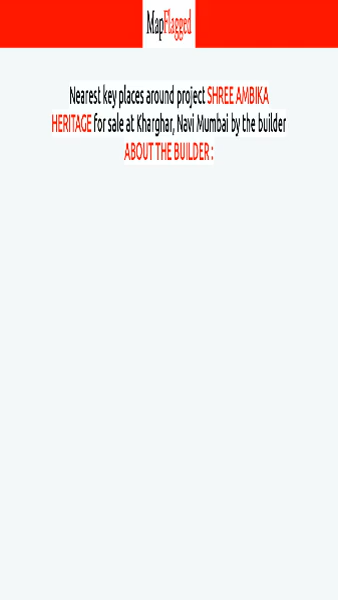 MapFlagged
Nearest key places around project SHREE AMBIKA
HERITAGE for sale at Kharghar, Navi Mumbai by the builder
ABOUT THE BUILDER :